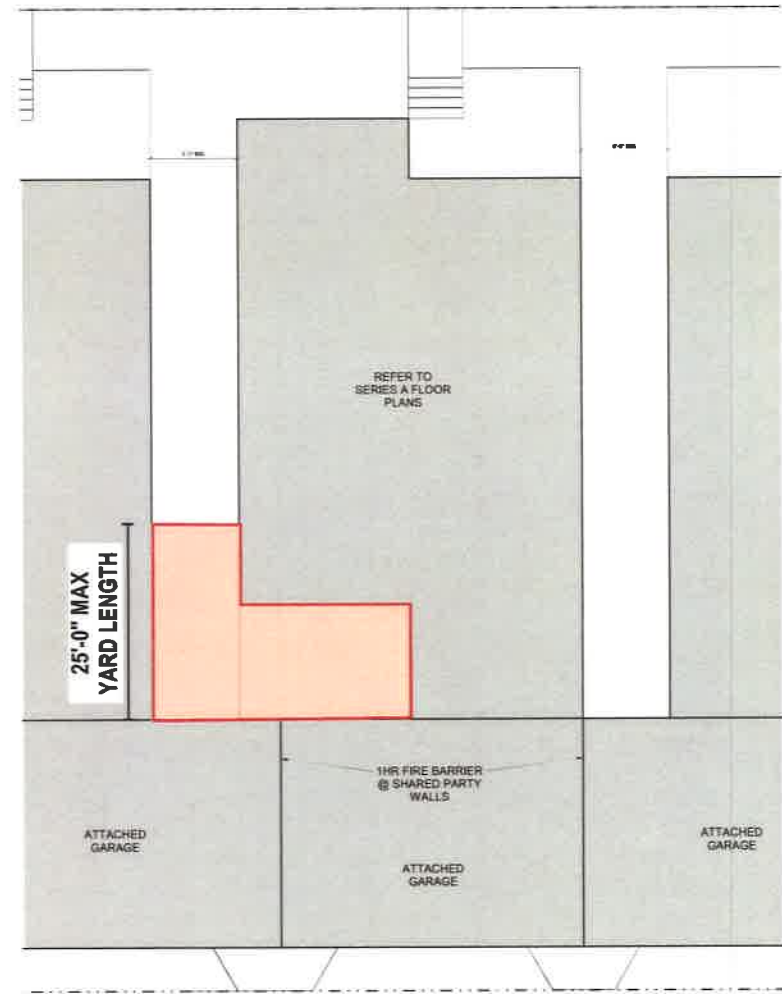 REFER TO
SERIES A FLOOR
PLANS
25'-0" MAX
YARD LENGTH
1HR FIRE BARRIER
@ SHARED PARTY
WALLS
ATTACHED
GARAGE
ATTACHED
GARAGE
ATTACHED
GARAGE